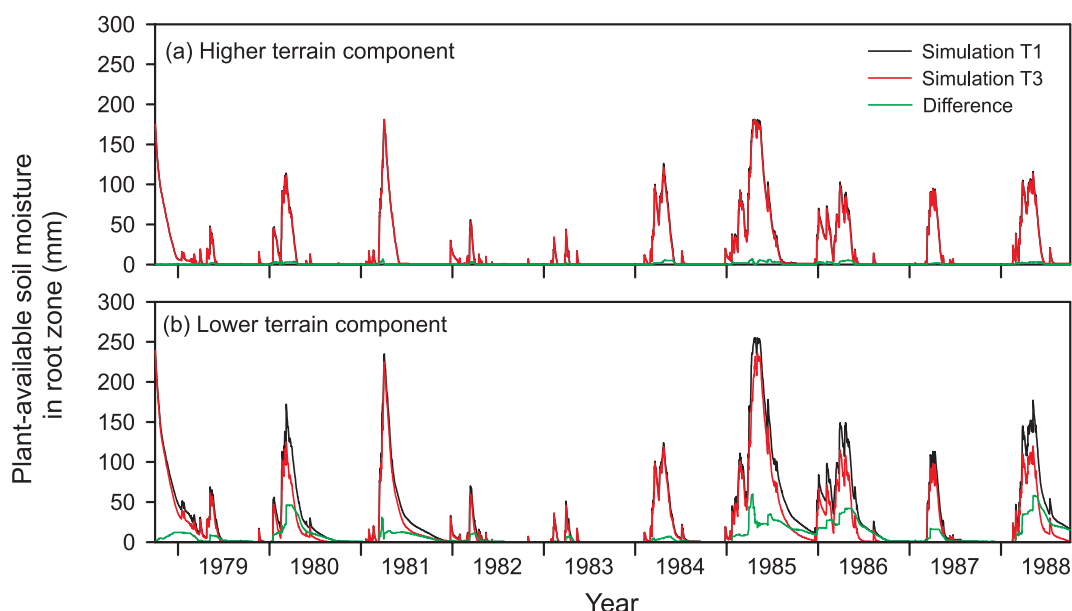 Plant-available soil moisture
in root zone (mm)
300
250
200
150
100
50
0
(a) Higher terrain component
Simulation T1
Simulation T3
Difference
300
250
200
150
100
50
0
(b) Lower terrain component
1979 1980 1981 1982 1983 1984 1985 1986 1987 1988
Year